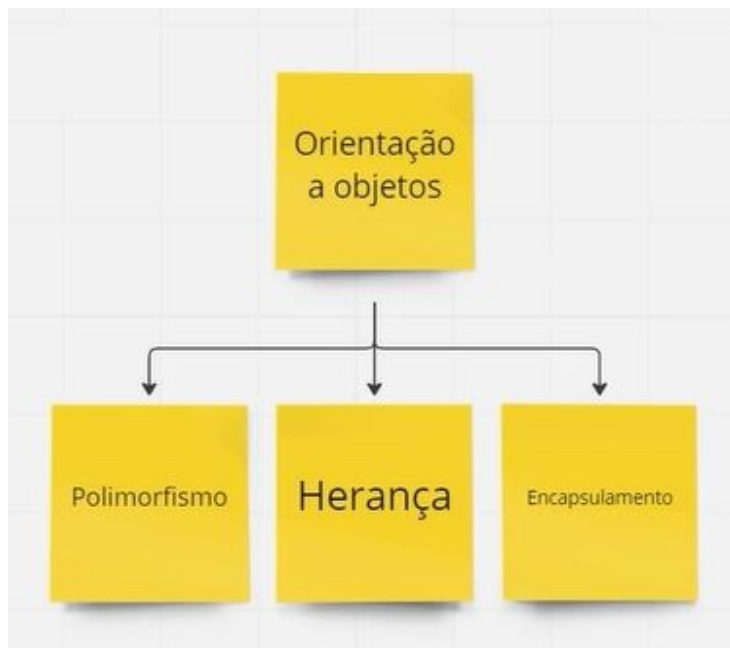 Orientação
a objetos
Polimorfismo
Herança
Encapsulamento